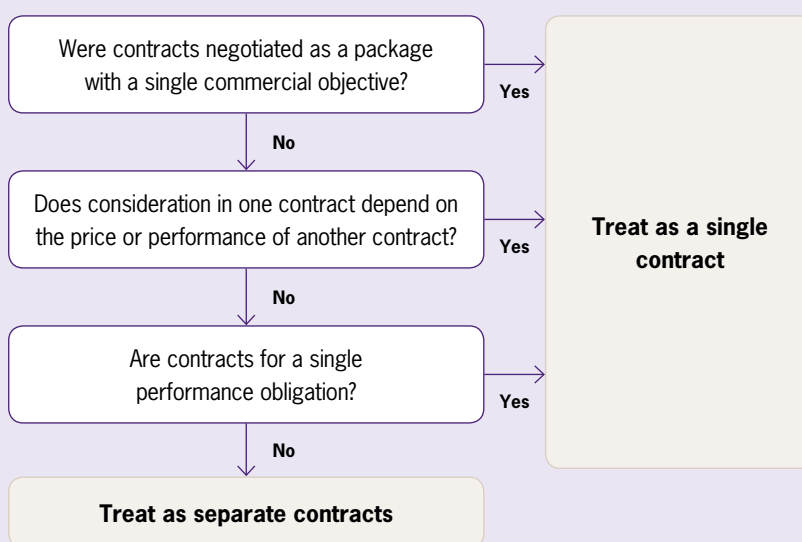 Were contracts negotiated as a package
with a single commercial objective?
Yes
No
Does consideration in one contract depend on
the price or performance of another contract?
Yes
No
Are contracts for a single
performance obligation?
Yes
No
Treat as a single
contract
Treat as separate contracts